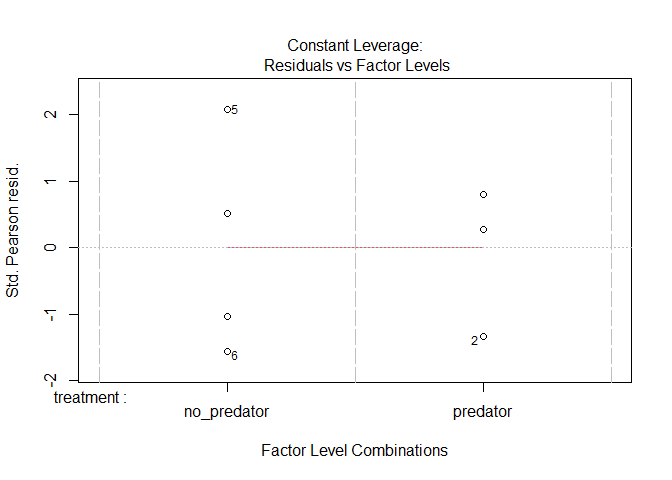 Constant Leverage:
Residuals vs Factor Levels
Std. Pearson resid.
2
1
0
-1
-2
5
6
2
treatment :
no_predator
predator
Factor Level Combinations